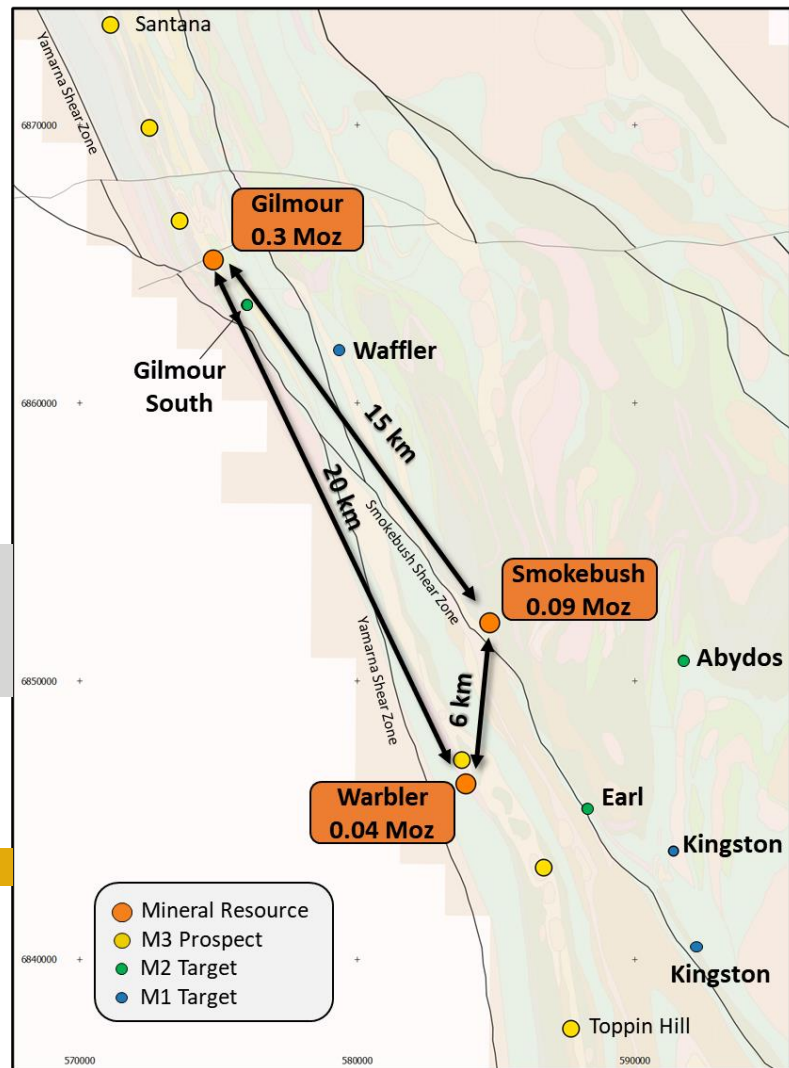 Santana
Yamarna Shear Zone
6870000
Gilmour
0.3 Moz
Waffler
Gilmour
South
6860000
15 km
20 km
Smokebush Shear Zone
Smokebush
0.09 Moz
Yamarna Shear Zone
Abydos
6850000
6 km
Warbler
0.04 Moz
Earl
Kingston
Mineral Resource
M3 Prospect
M2 Target
M1 Target
6840000
Kingston
Toppin Hill
570000
580000
590000